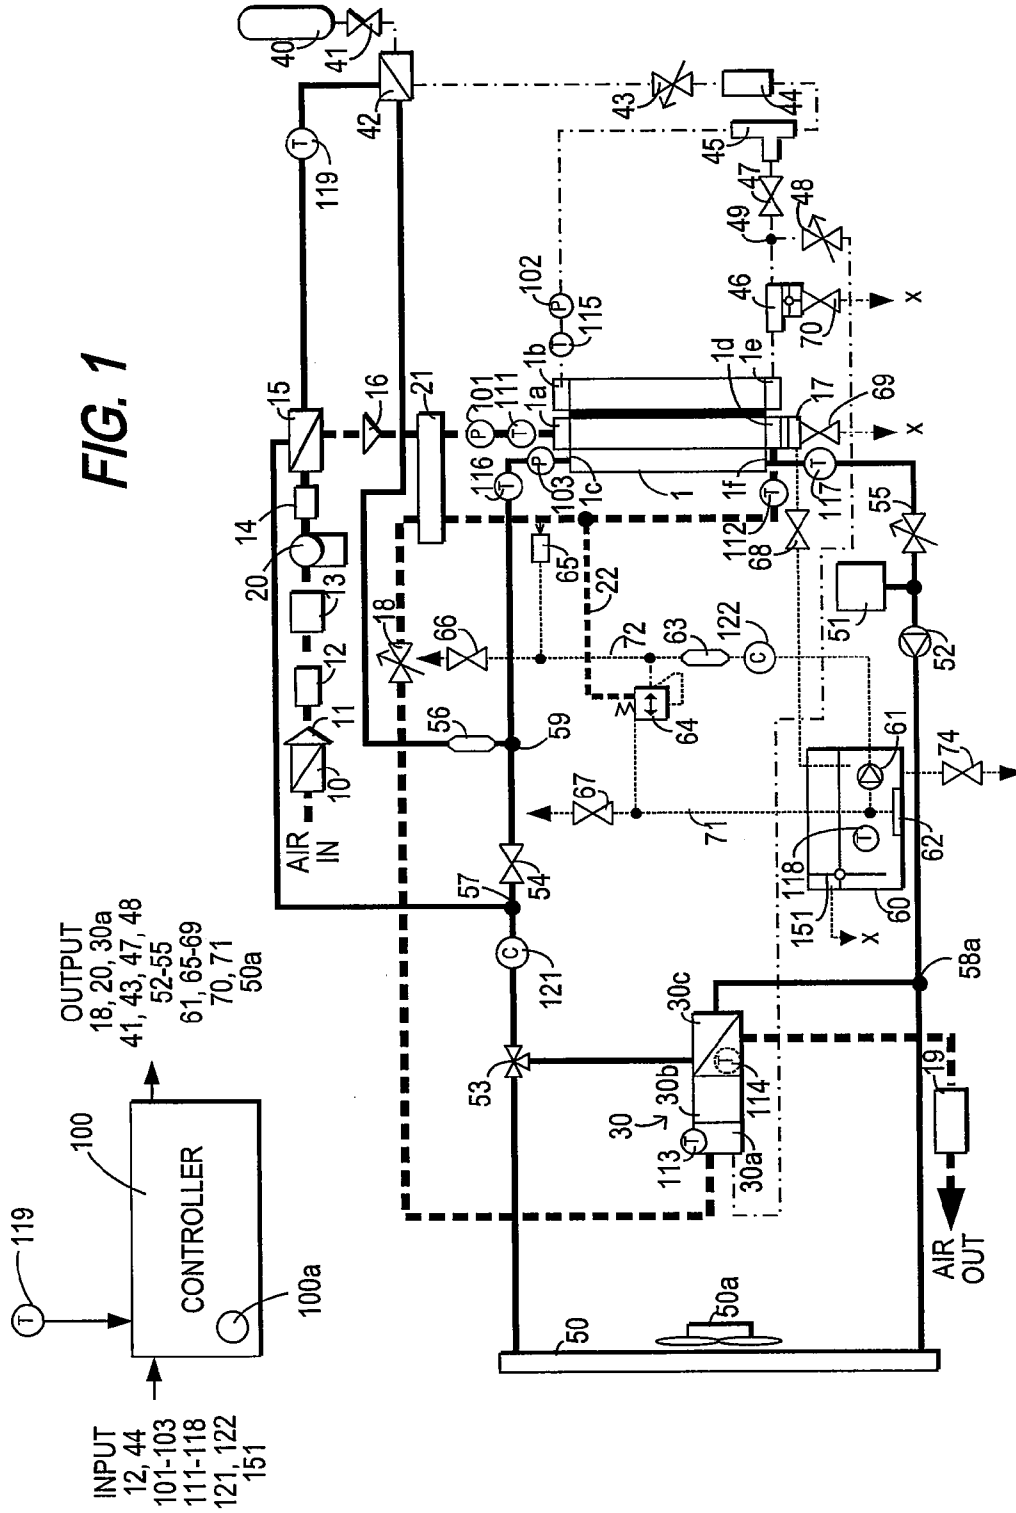 FIG. 1
INPUT
12, 44
101-103
111-118
121, 122
151
119
T
100
CONTROLLER
100a
OUTPUT
18, 20, 30a
41, 43, 47, 48
52-55
61, 65-69
70, 71
50a
AIR
IN
10
11
12
13
20
14
15
16
119
T
40
41
42
43
44
45
47
49
48
46
70
X
102
P
115
T
1b
1a
1d
1e
101
P
111
T
21
116
T
103
P
1c
1
1f
17
69
X
112
T
68
117
T
55
18
65
22
66
72
63
122
C
51
52
56
59
64
67
71
61
74
118
T
62
151
X
60
54
57
121
C
53
58a
30c
30b
30
T
114
113
T
30a
19
AIR
OUT
50
50a